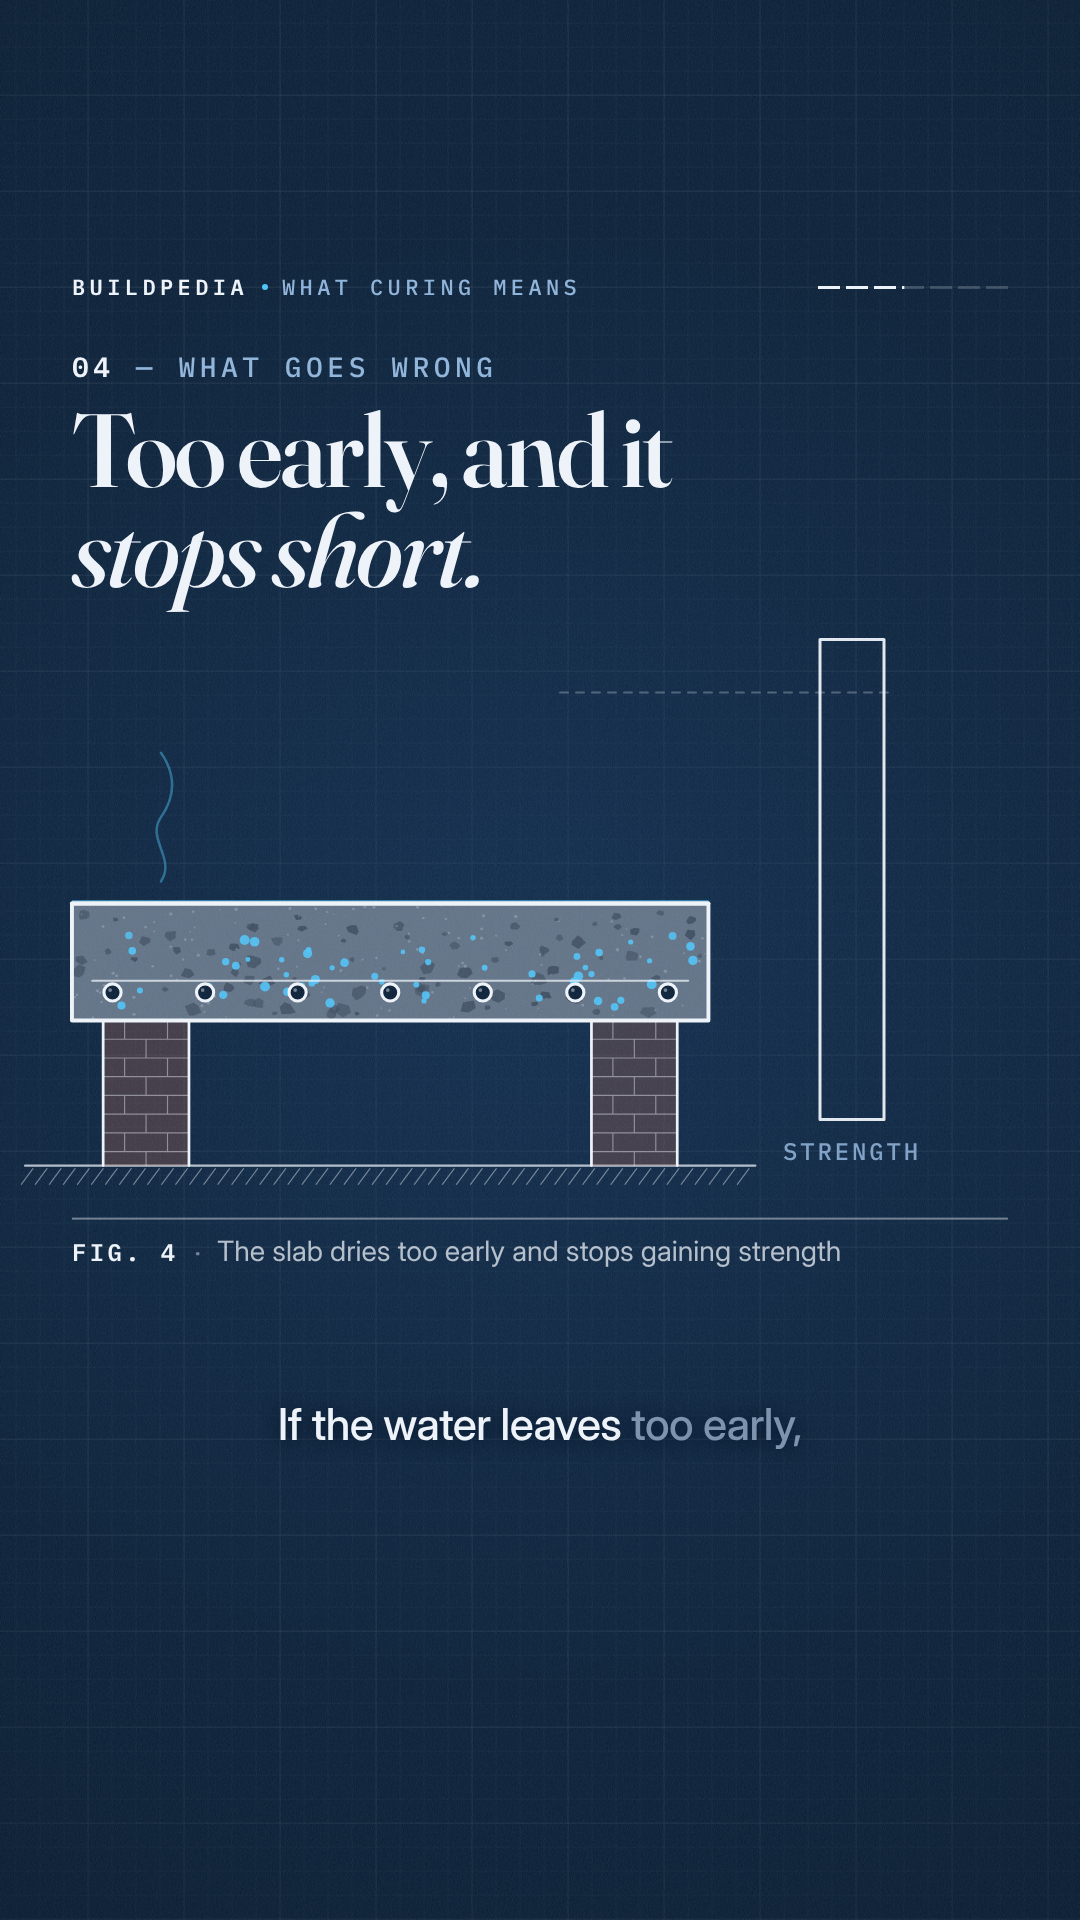 BUILDPEDIA • WHAT CURING MEANS
04 — WHAT GOES WRONG
Too early, and it
stops short.
STRENGTH
FIG. 4 · The slab dries too early and stops gaining strength
If the water leaves too early,